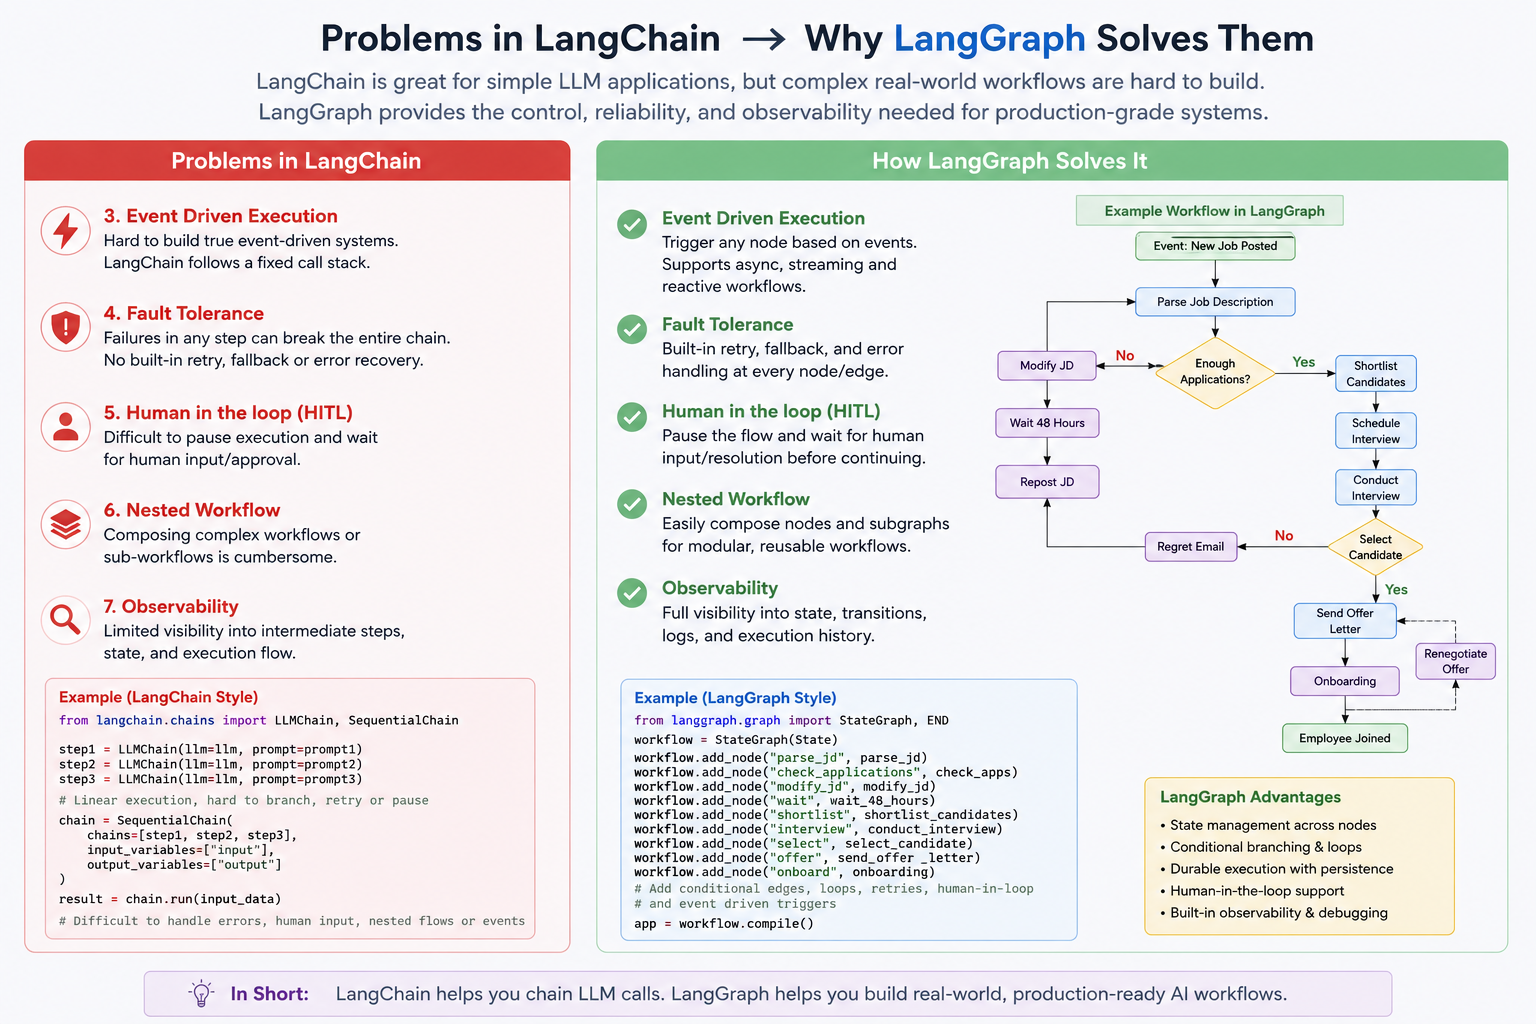 Problems in LangChain → Why LangGraph Solves Them
LangChain is great for simple LLM applications, but complex real-world workflows are hard to build.
LangGraph provides the control, reliability, and observability needed for production-grade systems.
Problems in LangChain
3. Event Driven Execution
Hard to build true event-driven systems.
LangChain follows a fixed call stack.
4. Fault Tolerance
Failures in any step can break the entire chain.
No built-in retry, fallback or error recovery.
5. Human in the loop (HITL)
Difficult to pause execution and wait
for human input/approval.
6. Nested Workflow
Composing complex workflows or
sub-workflows is cumbersome.
7. Observability
Limited visibility into intermediate steps,
state, and execution flow.
Example (LangChain Style)
from langchain.chains import LLMChain, SequentialChain
step1 = LLMChain(llm=llm, prompt=prompt1)
step2 = LLMChain(llm=llm, prompt=prompt2)
step3 = LLMChain(llm=llm, prompt=prompt3)
# Linear execution, hard to branch, retry or pause
chain = SequentialChain(
chains=[step1, step2, step3],
input_variables=["input"],
output_variables=["output"]
)
result = chain.run(input_data)
# Difficult to handle errors, human input, nested flows or events
How LangGraph Solves It
Event Driven Execution
Trigger any node based on events.
Supports async, streaming and
reactive workflows.
Fault Tolerance
Built-in retry, fallback, and error
handling at every node/edge.
Human in the loop (HITL)
Pause the flow and wait for human
input/resolution before continuing.
Nested Workflow
Easily compose nodes and subgraphs
for modular, reusable workflows.
Observability
Full visibility into state, transitions,
logs, and execution history.
Example (LangGraph Style)
from langgraph.graph import StateGraph, END
workflow = StateGraph(State)
workflow.add_node("parse_jd", parse_jd)
workflow.add_node("check_applications", check_apps)
workflow.add_node("modify_jd", modify_jd)
workflow.add_node("wait", wait_48_hours)
workflow.add_node("shortlist", shortlist_candidates)
workflow.add_node("interview", conduct_interview)
workflow.add_node("select", select_candidate)
workflow.add_node("offer", send_offer _letter)
workflow.add_node("onboard", onboarding)
# Add conditional edges, loops, retries, human-in-loop
# and event driven triggers
app = workflow.compile()
Example Workflow in LangGraph
Event: New Job Posted
Parse Job Description
Enough
Applications?
No
Yes
Modify JD
Wait 48 Hours
Repost JD
Shortlist
Candidates
Schedule
Interview
Conduct
Interview
Select
Candidate
No
Regret Email
Yes
Send Offer
Letter
Renegotiate
Offer
Onboarding
Employee Joined
LangGraph Advantages
• State management across nodes
• Conditional branching & loops
• Durable execution with persistence
• Human-in-the-loop support
• Built-in observability & debugging
In Short: LangChain helps you chain LLM calls. LangGraph helps you build real-world, production-ready AI workflows.